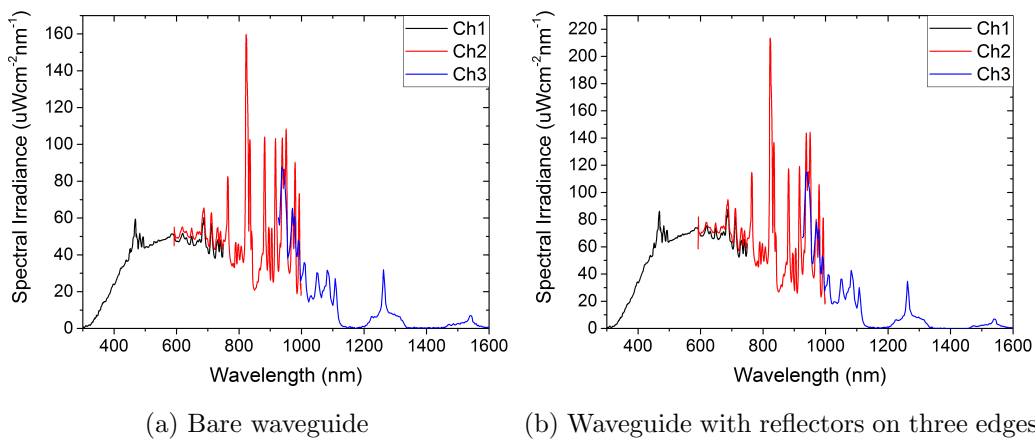 Spectral Irradiance (uWcm-2nm-1)
160
140
120
100
80
60
40
20
0
Ch1
Ch2
Ch3
400 600 800 1000 1200 1400 1600
Wavelength (nm)
(a) Bare waveguide
Spectral Irradiance (uWcm-2nm-1)
220
200
180
160
140
120
100
80
60
40
20
0
Ch1
Ch2
Ch3
400 600 800 1000 1200 1400 1600
Wavelength (nm)
(b) Waveguide with reflectors on three edges